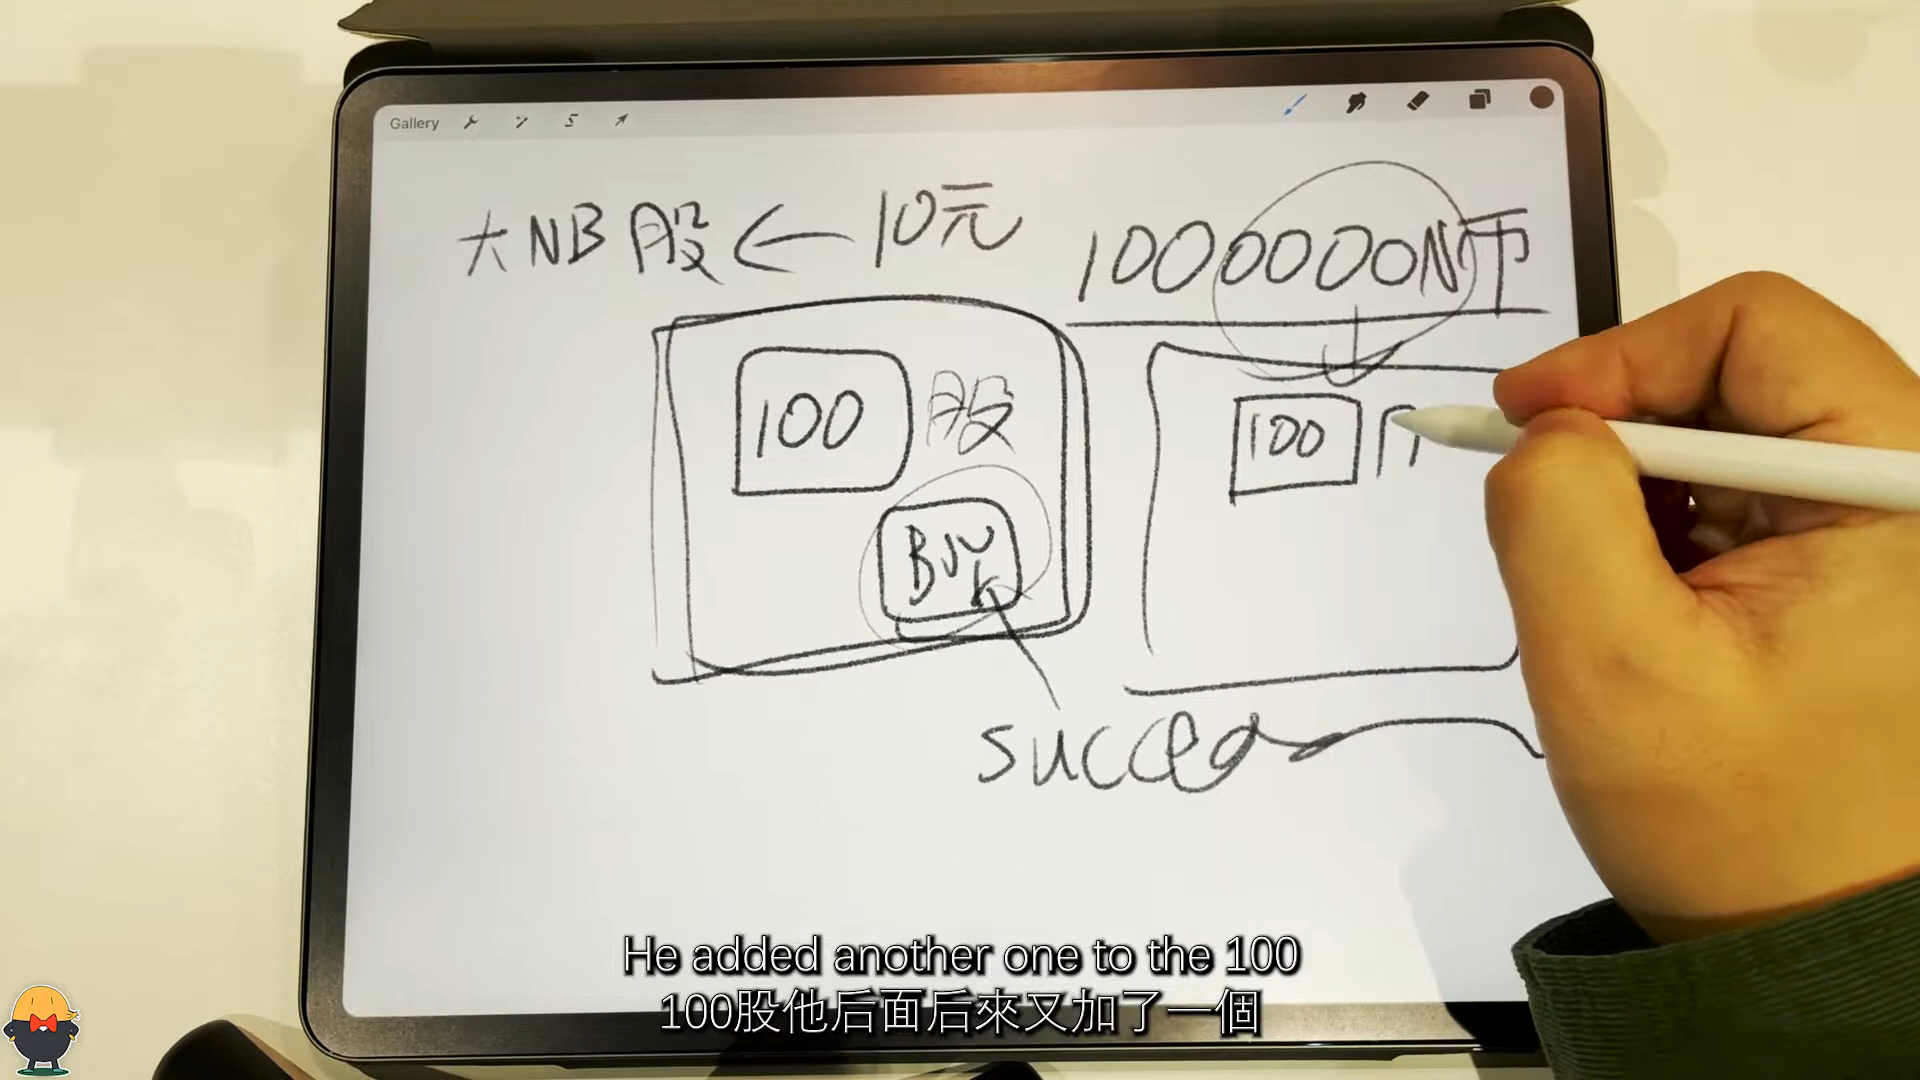 Gallery
大NB股 ← 10元
1000000N币
100 股
100
BUY
succes
He added another one to the 100
100股他后面后來又加了一個